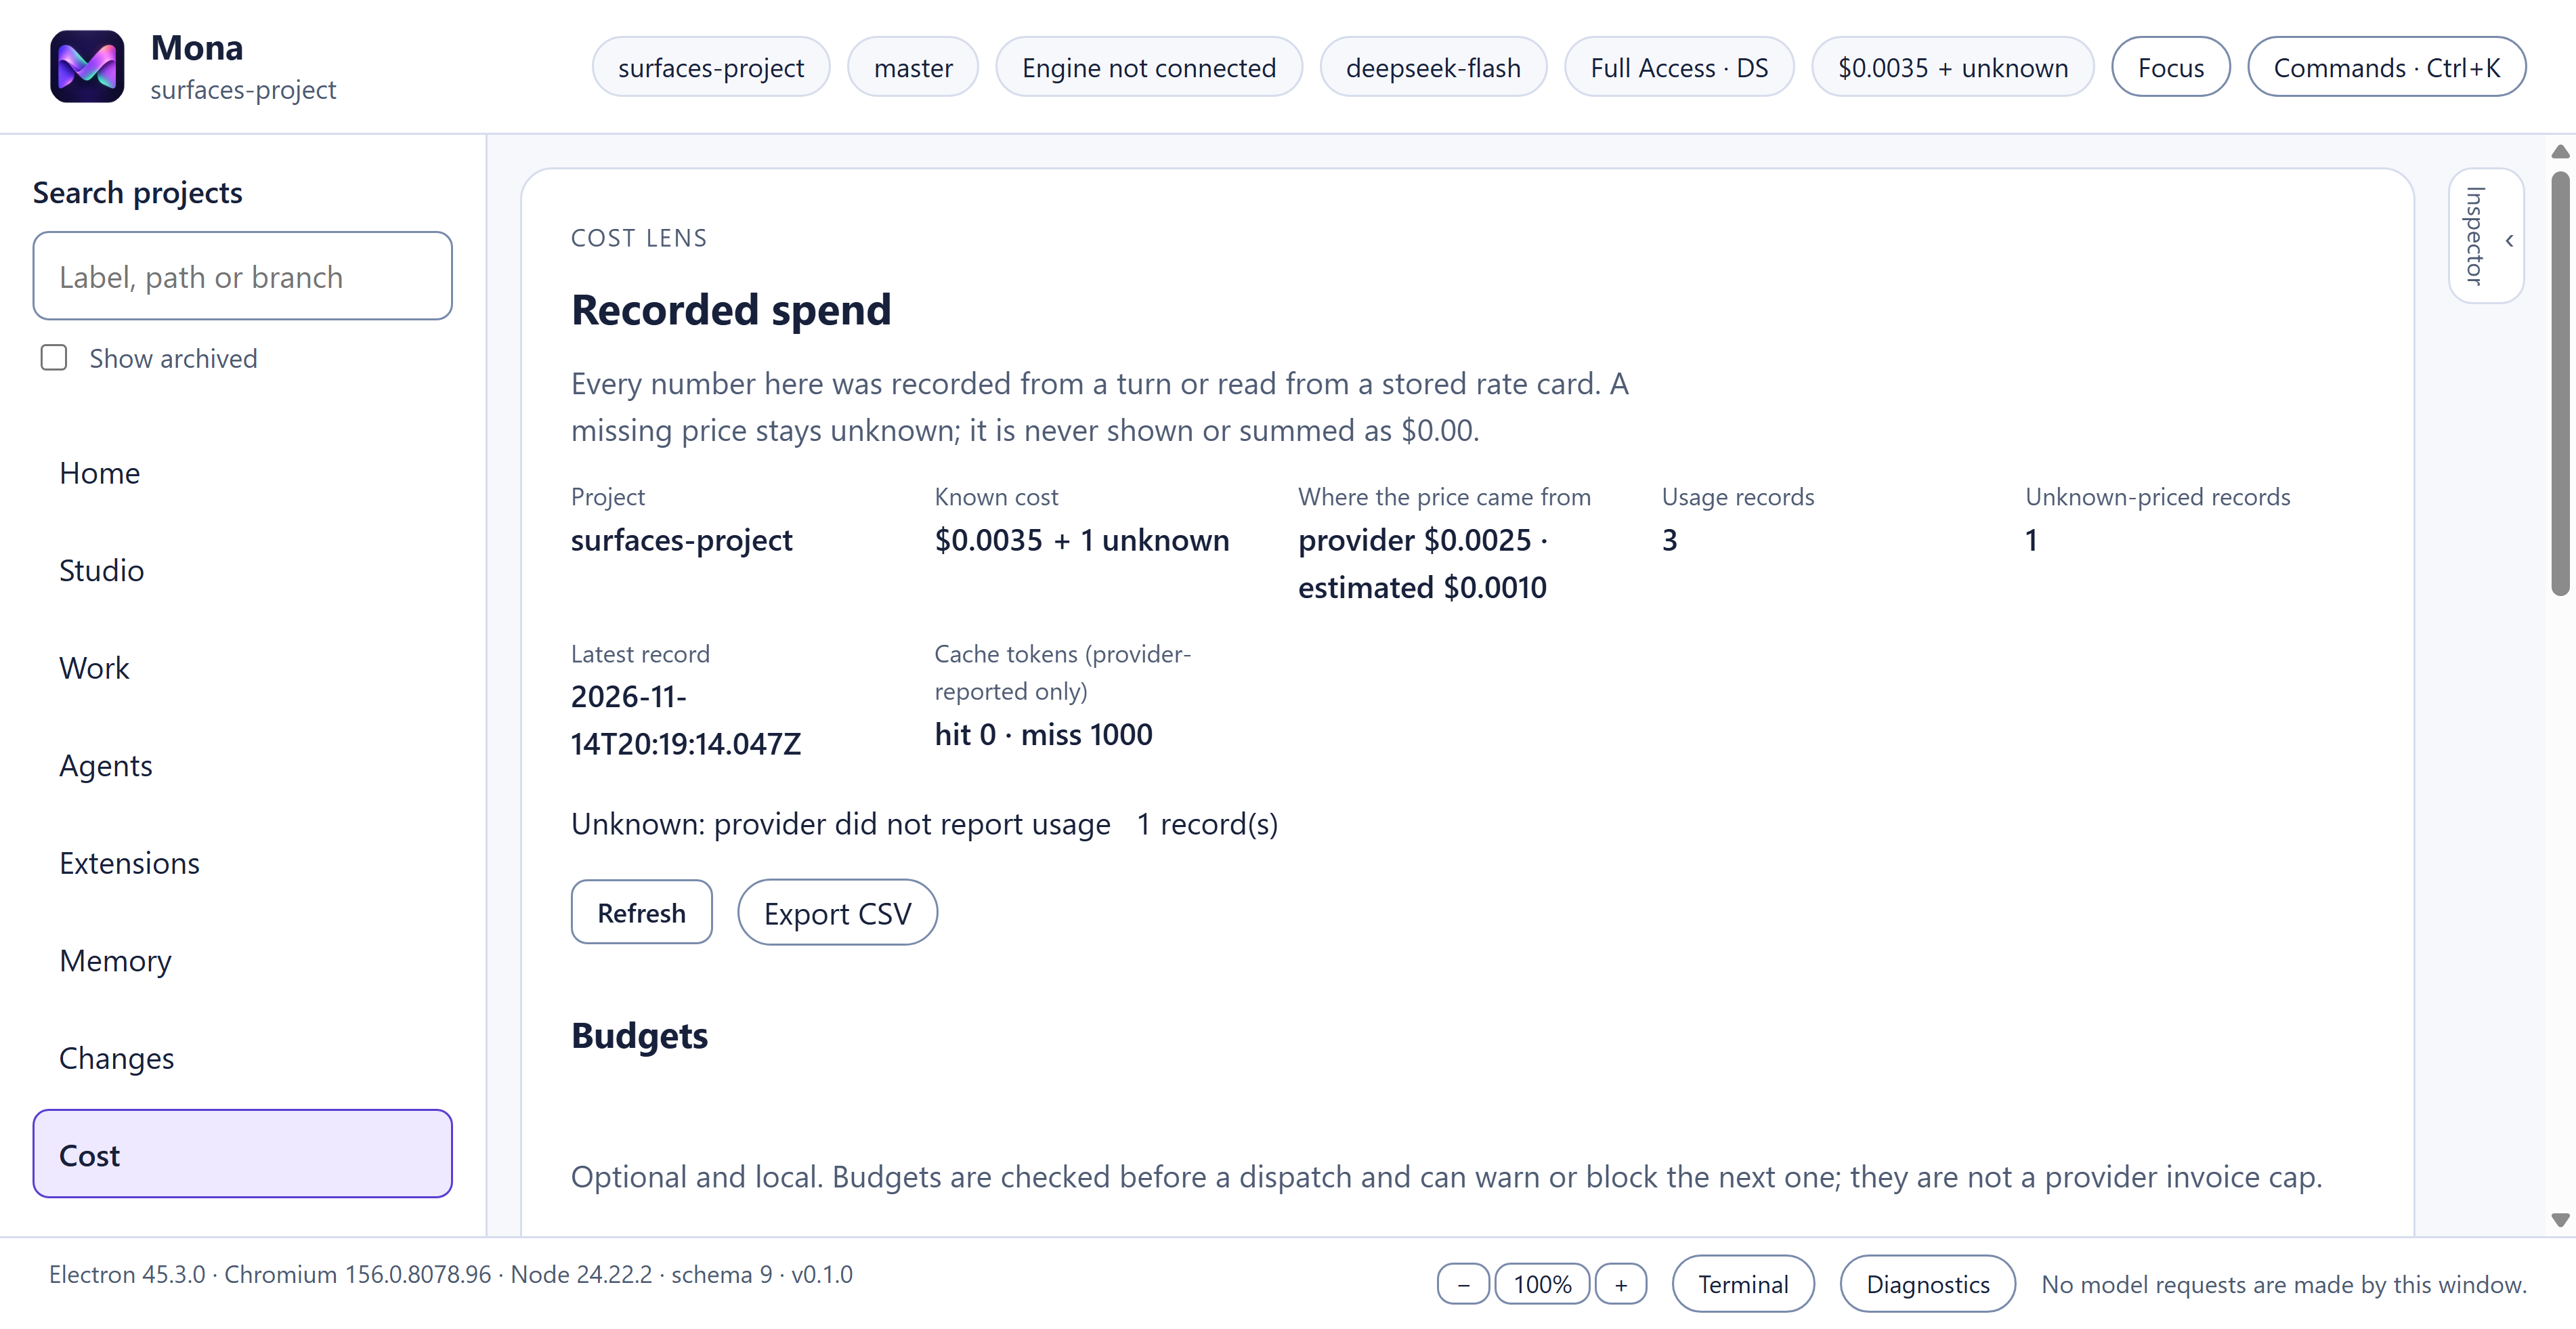 Mona
surfaces-project
surfaces-project
master
Engine not connected
deepseek-flash
Full Access · DS
$0.0035 + unknown
Focus
Commands · Ctrl+K
Search projects
Label, path or branch
Show archived
Home
Studio
Work
Agents
Extensions
Memory
Changes
Cost
COST LENS
Recorded spend
Every number here was recorded from a turn or read from a stored rate card. A
missing price stays unknown; it is never shown or summed as $0.00.
Project
surfaces-project
Known cost
$0.0035 + 1 unknown
Where the price came from
provider $0.0025 ·
estimated $0.0010
Usage records
3
Unknown-priced records
1
Latest record
2026-11-
14T20:19:14.047Z
Cache tokens (provider-
reported only)
hit 0 · miss 1000
Unknown: provider did not report usage 1 record(s)
Refresh
Export CSV
Budgets
Optional and local. Budgets are checked before a dispatch and can warn or block the next one; they are not a provider invoice cap.
Inspector
‹
Electron 45.3.0 · Chromium 156.0.8078.96 · Node 24.22.2 · schema 9 · v0.1.0
−
100%
+
Terminal
Diagnostics
No model requests are made by this window.